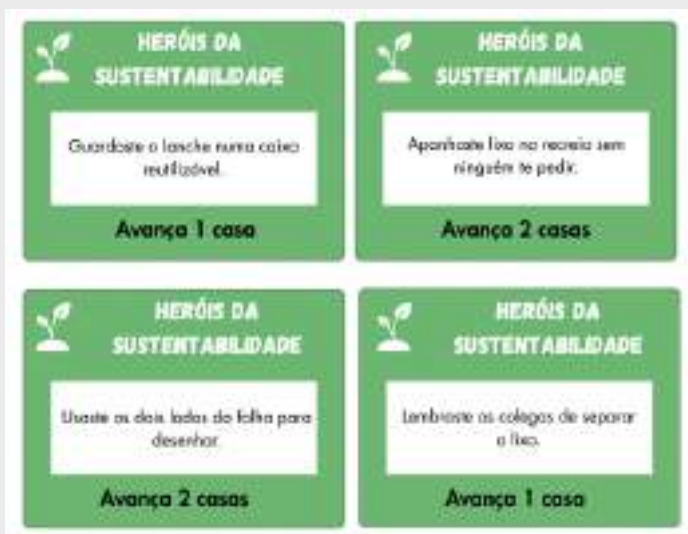 HERÓIS DA
SUSTENTABILIDADE
Guardaste o lanche numa caixa
reutilizável.
Avança 1 casa
HERÓIS DA
SUSTENTABILIDADE
Apanhaste lixo no recreio sem
ninguém te pedir.
Avança 2 casas
HERÓIS DA
SUSTENTABILIDADE
Usaste os dois lados da folha para
desenhar.
Avança 2 casas
HERÓIS DA
SUSTENTABILIDADE
Lembraste os colegas de separar
o lixo.
Avança 1 casa